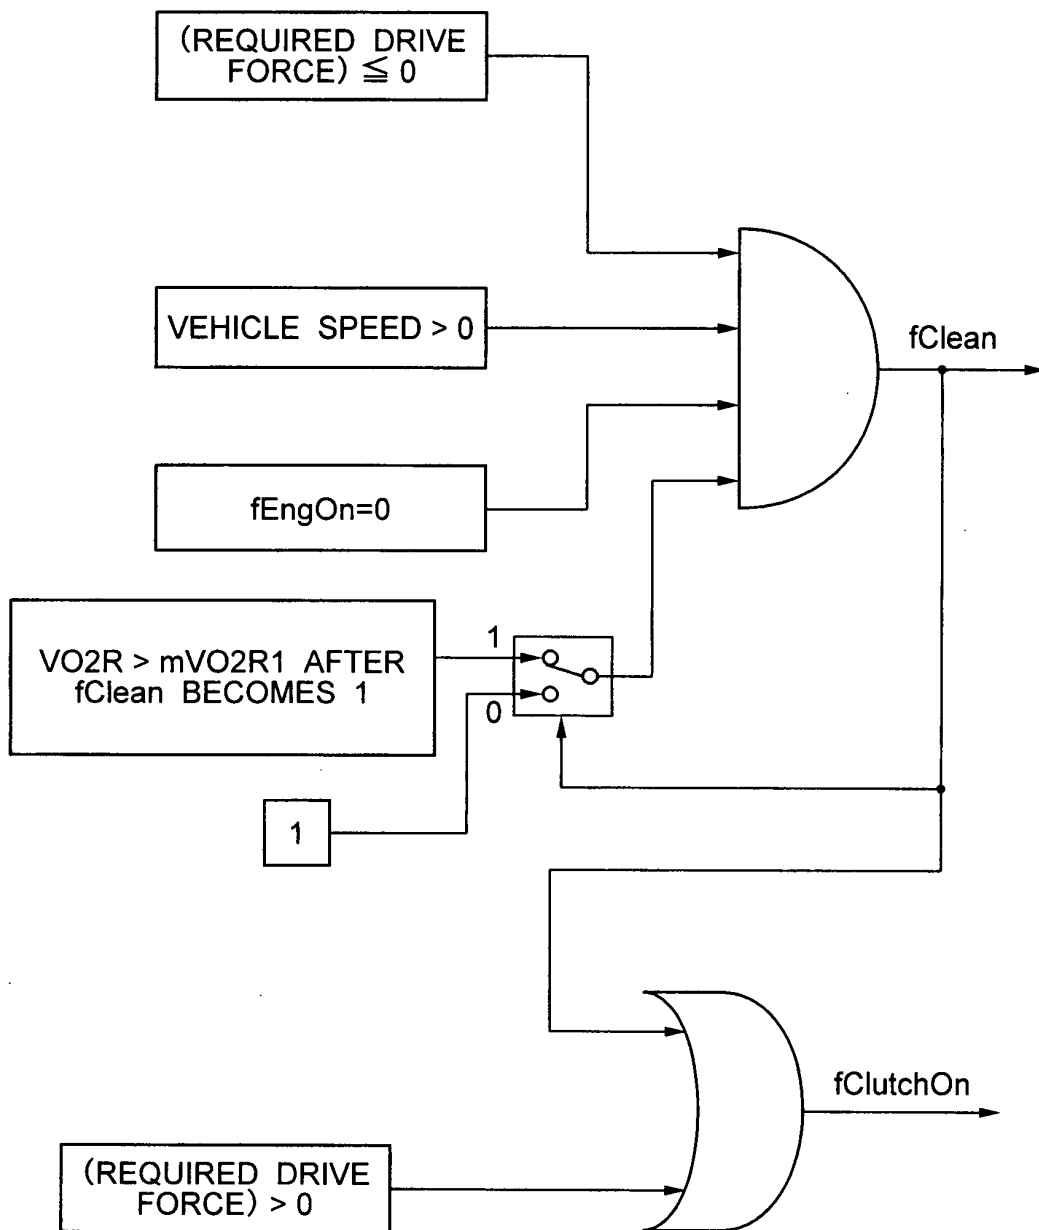 (REQUIRED DRIVE
FORCE) ≦ 0
VEHICLE SPEED > 0
fClean
fEngOn=0
1
VO2R > mVO2R1 AFTER
fClean BECOMES 1
0
1
fClutchOn
(REQUIRED DRIVE
FORCE) > 0